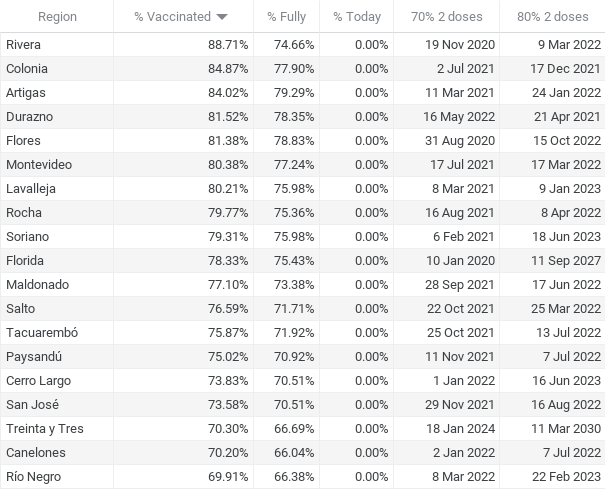 Region % Vaccinated % Fully % Today 70% 2 doses 80% 2 doses
Rivera 88.71% 74.66% 0.00% 19 Nov 2020 9 Mar 2022
Colonia 84.87% 77.90% 0.00% 2 Jul 2021 17 Dec 2021
Artigas 84.02% 79.29% 0.00% 11 Mar 2021 24 Jan 2022
Durazno 81.52% 78.35% 0.00% 16 May 2022 21 Apr 2021
Flores 81.38% 78.83% 0.00% 31 Aug 2020 15 Oct 2022
Montevideo 80.38% 77.24% 0.00% 17 Jul 2021 17 Mar 2022
Lavalleja 80.21% 75.98% 0.00% 8 Mar 2021 9 Jan 2023
Rocha 79.77% 75.36% 0.00% 16 Aug 2021 8 Apr 2022
Soriano 79.31% 75.98% 0.00% 6 Feb 2021 18 Jun 2023
Florida 78.33% 75.43% 0.00% 10 Jan 2020 11 Sep 2027
Maldonado 77.10% 73.38% 0.00% 28 Sep 2021 17 Jun 2022
Salto 76.59% 71.71% 0.00% 22 Oct 2021 25 Mar 2022
Tacuarembó 75.87% 71.92% 0.00% 25 Oct 2021 13 Jul 2022
Paysandú 75.02% 70.92% 0.00% 11 Nov 2021 7 Jul 2022
Cerro Largo 73.83% 70.51% 0.00% 1 Jan 2022 16 Jun 2023
San José 73.58% 70.51% 0.00% 29 Nov 2021 16 Aug 2022
Treinta y Tres 70.30% 66.69% 0.00% 18 Jan 2024 11 Mar 2030
Canelones 70.20% 66.04% 0.00% 2 Jan 2022 7 Jul 2022
Río Negro 69.91% 66.38% 0.00% 8 Mar 2022 22 Feb 2023